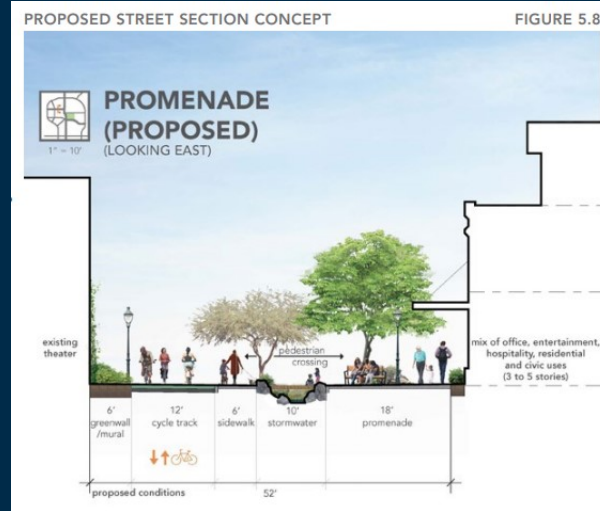 PROPOSED STREET SECTION CONCEPT
FIGURE 5.8
PROMENADE
(PROPOSED)
(LOOKING EAST)
1" = 10'
existing
theater
pedestrian
crossing
mix of office, entertainment,
hospitality, residential
and civic uses
(3 to 5 stories)
6'
greenwall
/mural
12'
cycle track
6'
sidewalk
10'
stormwater
18'
promenade
proposed conditions
52'